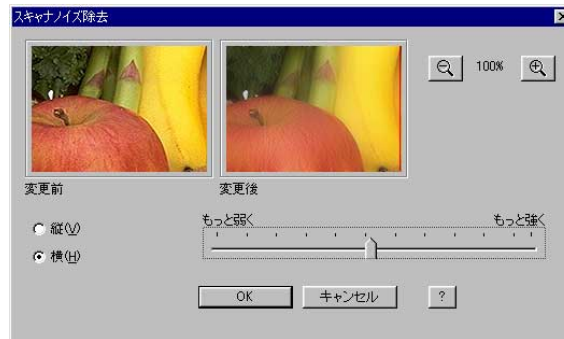 スキャナノイズ除去
100%
変更前
変更後
縦(V)
横(H)
もっと弱く
もっと強く
OK
キャンセル
?